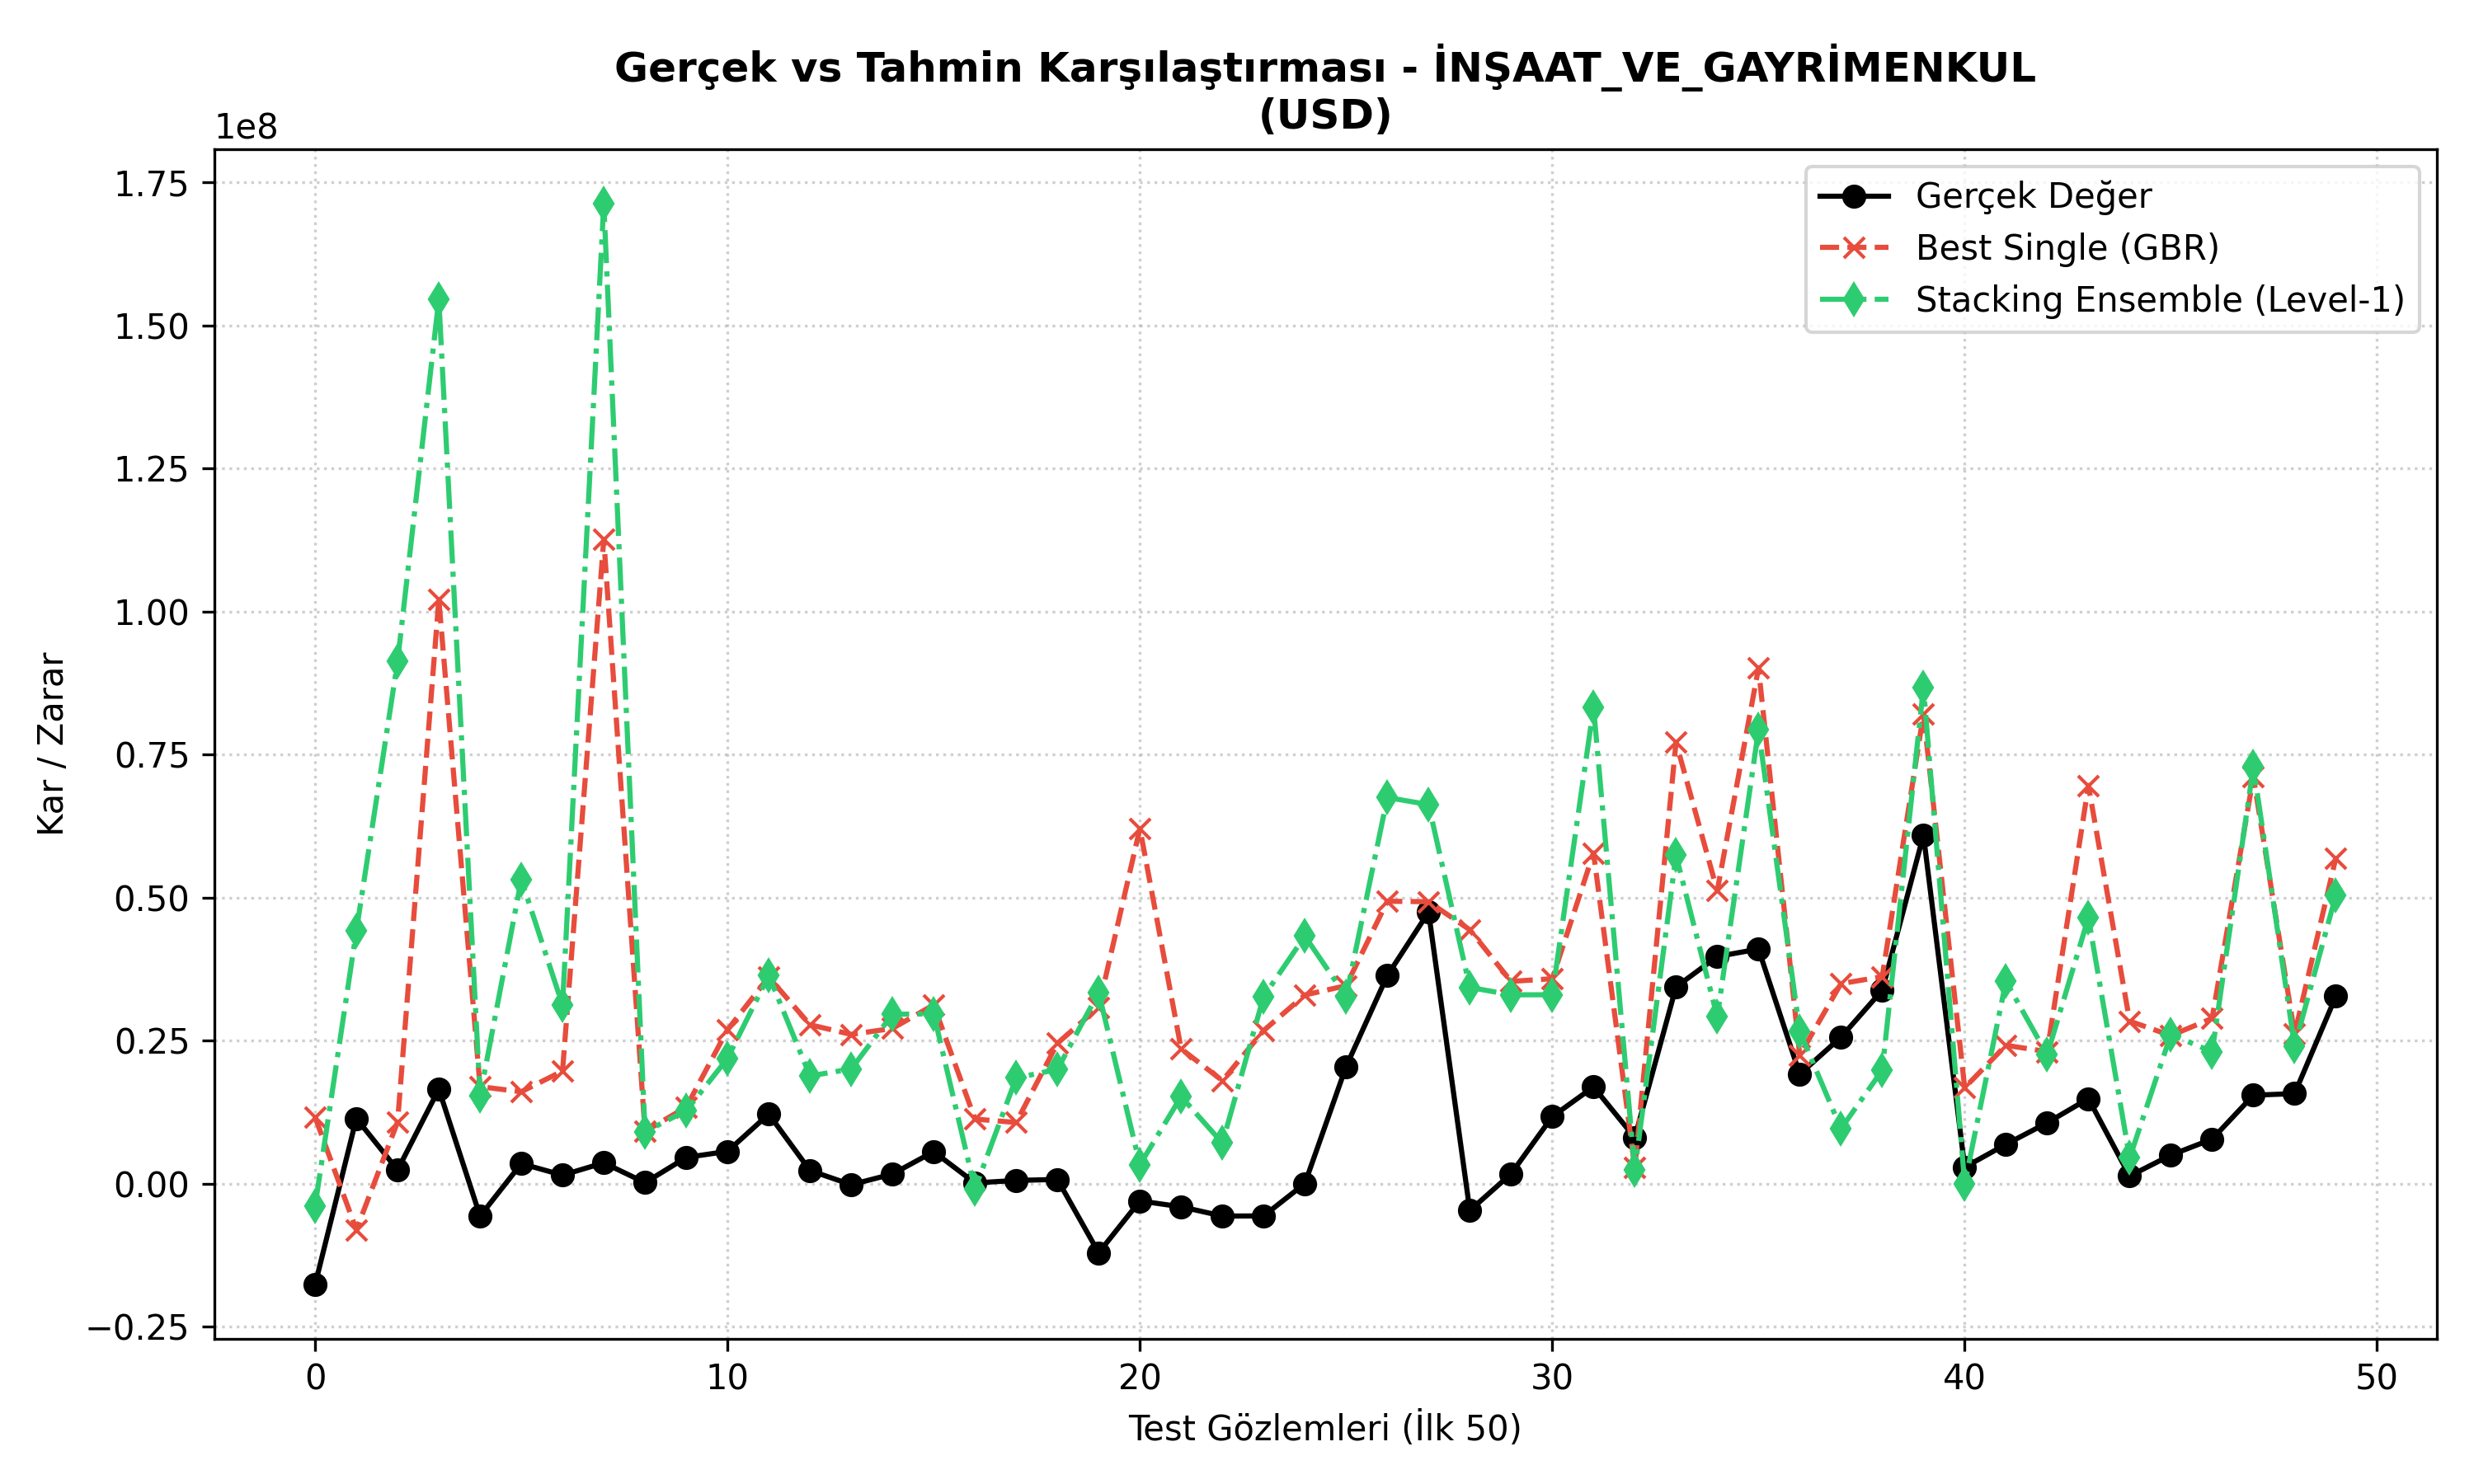 Gerçek vs Tahmin Karşılaştırması - İNŞAAT_VE_GAYRİMENKUL
(USD)
1e8
Gerçek Değer
Best Single (GBR)
Stacking Ensemble (Level-1)
1.75
1.50
1.25
1.00
0.75
0.50
0.25
0.00
−0.25
Kar / Zarar
0 10 20 30 40 50
Test Gözlemleri (İlk 50)